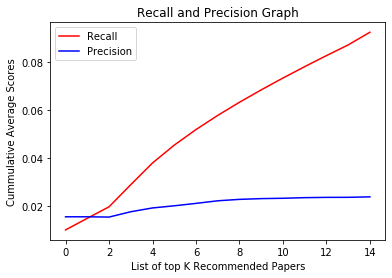 Recall and Precision Graph
Recall
Precision
Cummulative Average Scores
0.08
0.06
0.04
0.02
0 2 4 6 8 10 12 14
List of top K Recommended Papers